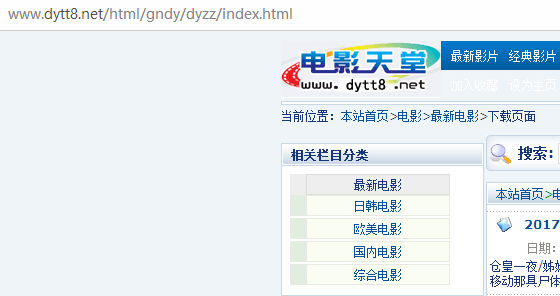 www.dytt8.net/html/gndy/dyzz/index.html
电影天堂
www.dytt8.net
最新影片 经典影片
加入收藏 设为主页
当前位置：本站首页>电影>最新电影>下载页面
相关栏目分类
最新电影
日韩电影
欧美电影
国内电影
综合电影
搜索：
本站首页>电
2017
日期：
仓皇一夜/姊妹
移动那具尸体